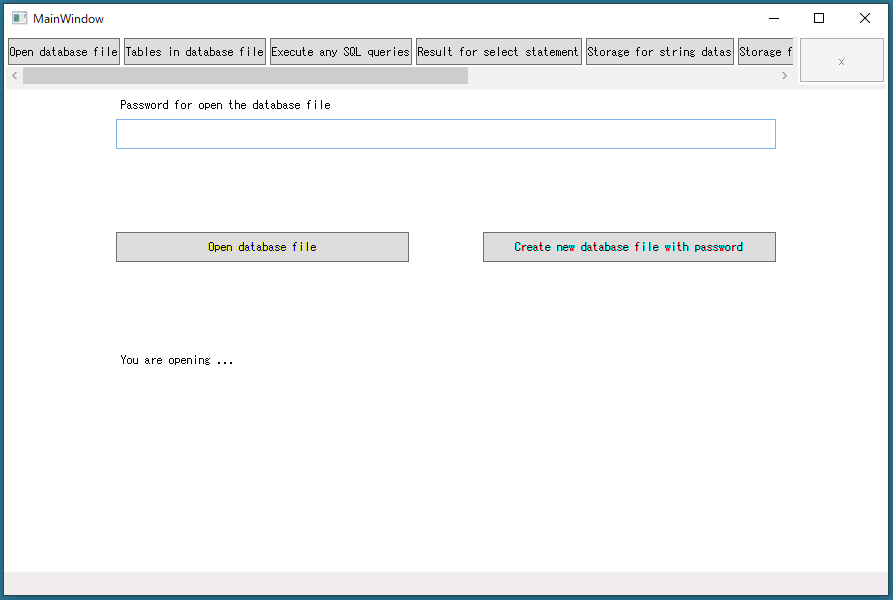 MainWindow
Open database file Tables in database file Execute any SQL queries Result for select statement Storage for string datas Storage f
x
Password for open the database file
Open database file Create new database file with password
You are opening ...